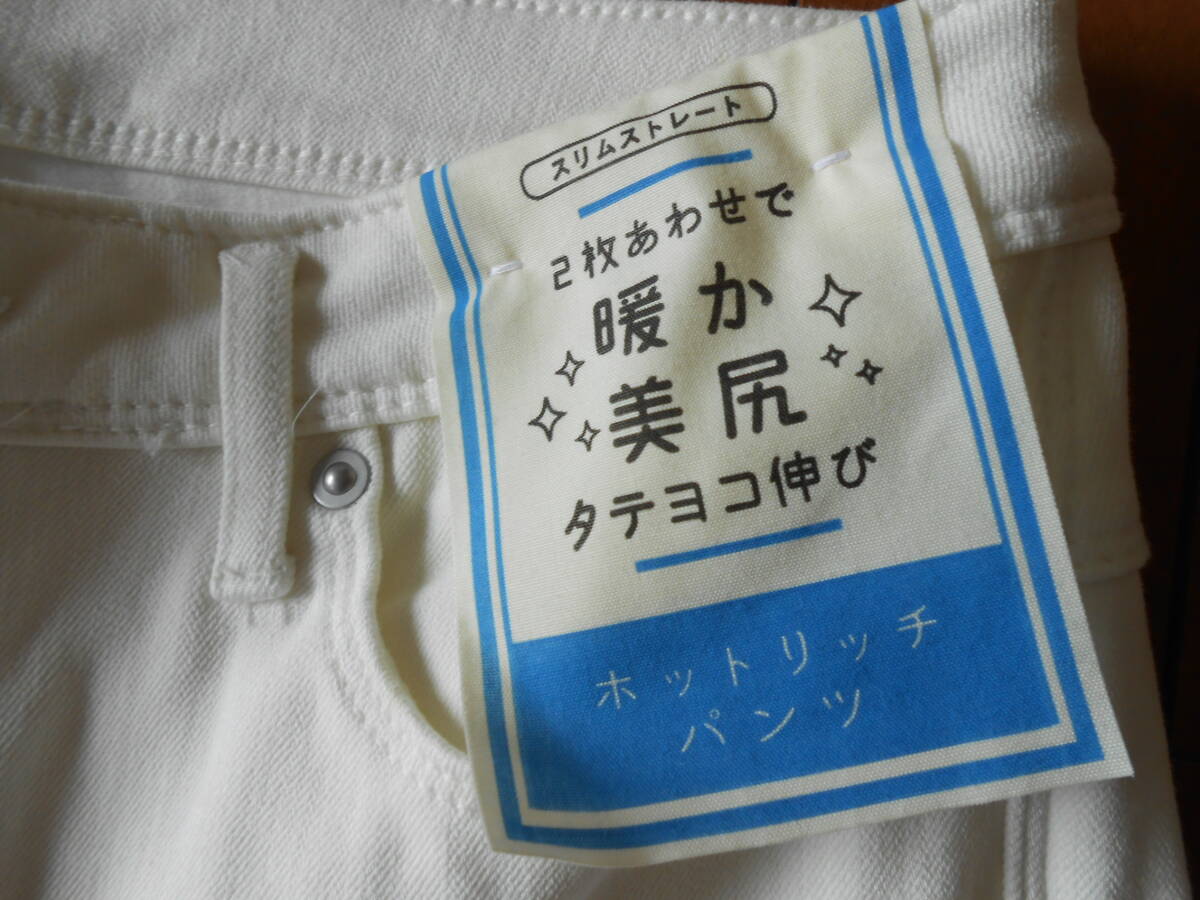 スリムストレート
2枚あわせで
暖か
美尻
タテヨコ伸び
ホットリッチ
パンツ